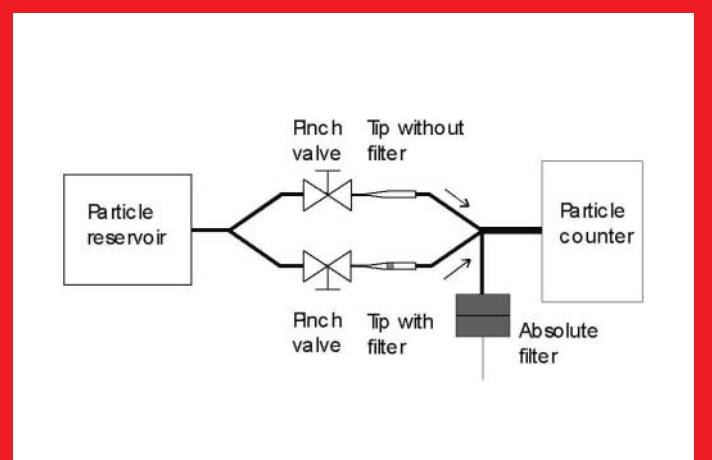 Pinch
valve
Tip without
filter
Particle
reservoir
Particle
counter
Pinch
valve
Tip with
filter
Absolute
filter